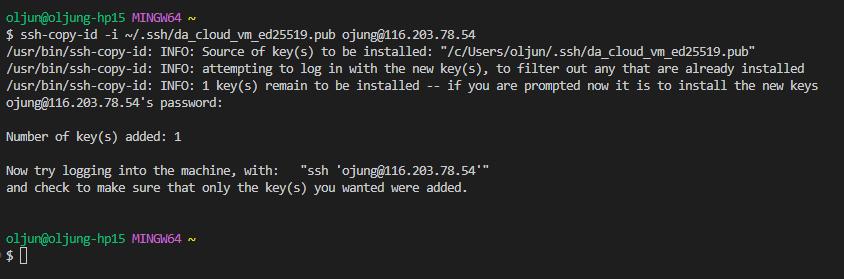 oljun@oljung-hp15 MINGW64 ~
$ ssh-copy-id -i ~/.ssh/da_cloud_vm_ed25519.pub ojung@116.203.78.54
/usr/bin/ssh-copy-id: INFO: Source of key(s) to be installed: "/c/Users/oljun/.ssh/da_cloud_vm_ed25519.pub"
/usr/bin/ssh-copy-id: INFO: attempting to log in with the new key(s), to filter out any that are already installed
/usr/bin/ssh-copy-id: INFO: 1 key(s) remain to be installed -- if you are prompted now it is to install the new keys
ojung@116.203.78.54's password:
Number of key(s) added: 1
Now try logging into the machine, with:   "ssh 'ojung@116.203.78.54'"
and check to make sure that only the key(s) you wanted were added.
oljun@oljung-hp15 MINGW64 ~
$